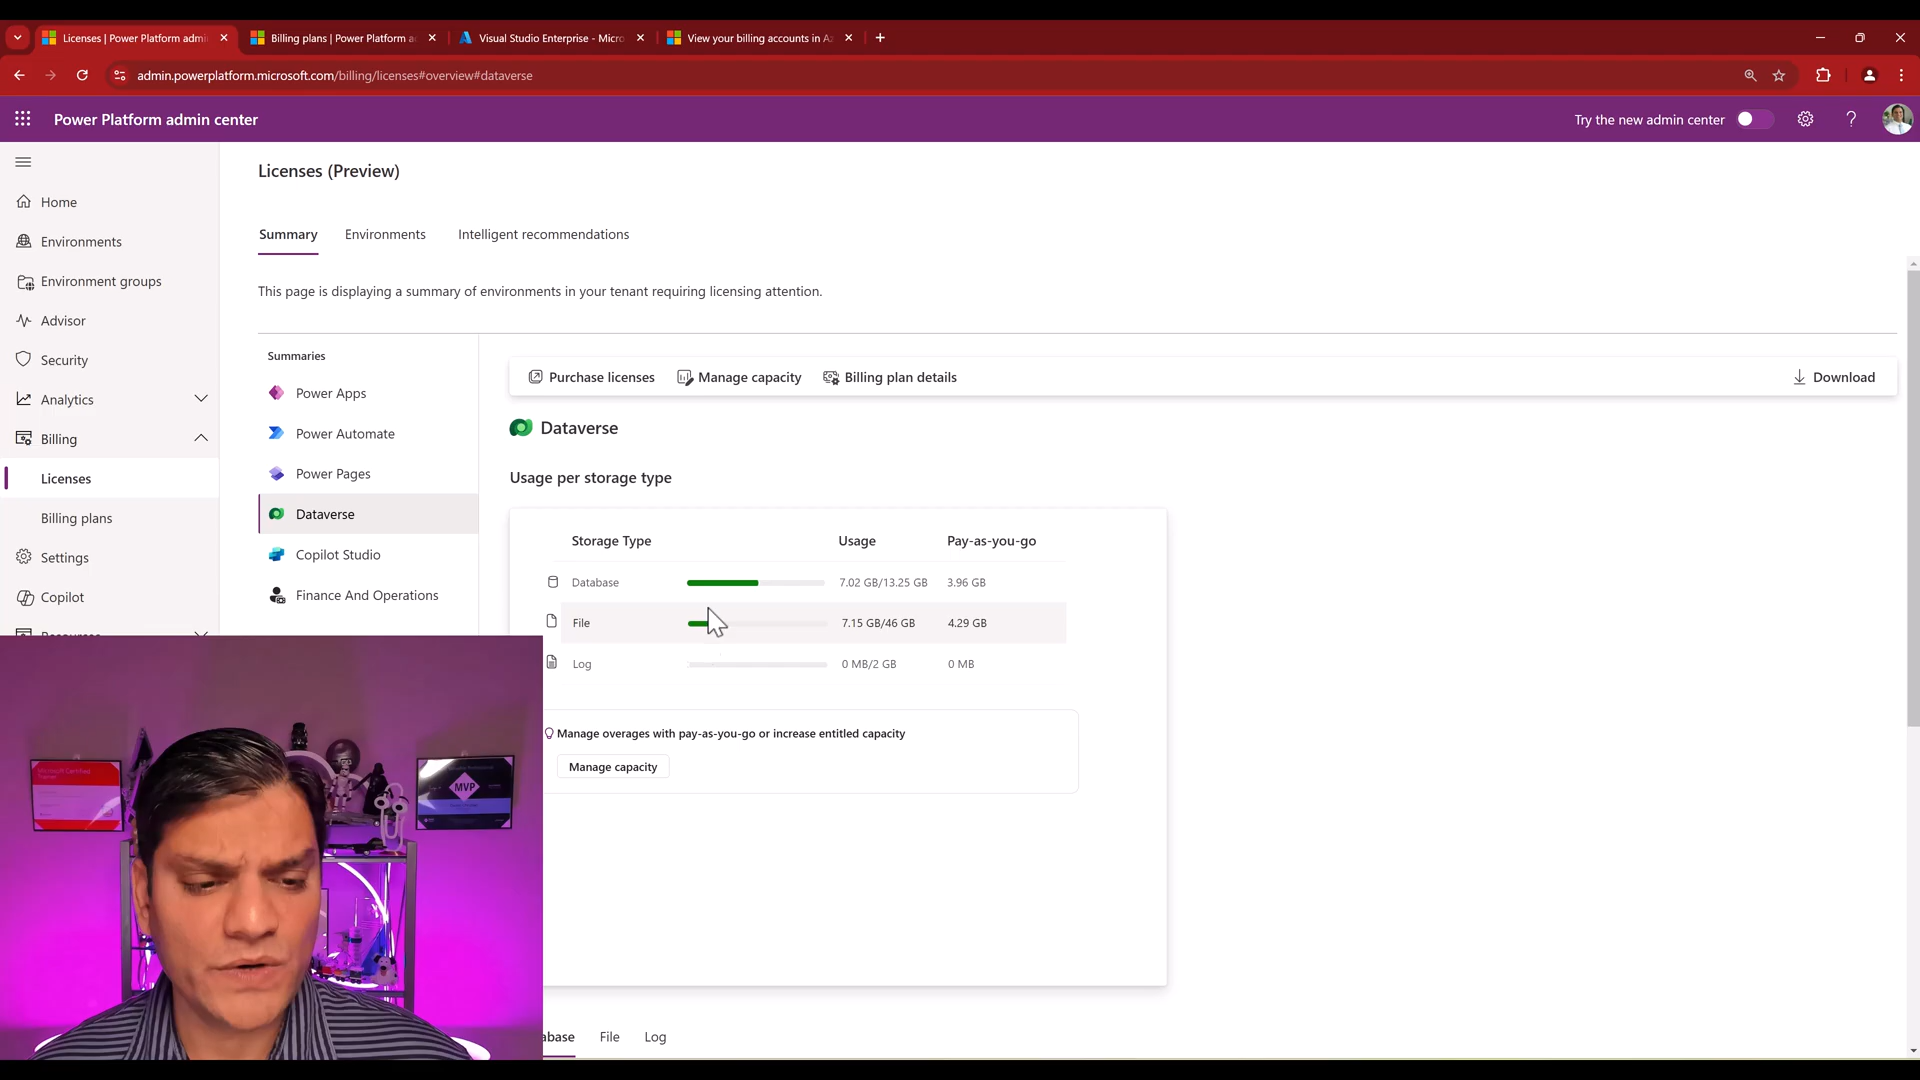 Licenses | Power Platform admi
Billing plans | Power Platform a
Visual Studio Enterprise - Micro
View your billing accounts in A
admin.powerplatform.microsoft.com/billing/licenses#overview#dataverse
Power Platform admin center
Try the new admin center
Licenses (Preview)
Home
Environments
Environment groups
Advisor
Security
Analytics
Billing
Licenses
Billing plans
Settings
Copilot
Summary
Environments
Intelligent recommendations
This page is displaying a summary of environments in your tenant requiring licensing attention.
Summaries
Power Apps
Power Automate
Power Pages
Dataverse
Copilot Studio
Finance And Operations
Purchase licenses
Manage capacity
Billing plan details
Download
Dataverse
Usage per storage type
Storage Type Usage Pay-as-you-go
Database 7.02 GB/13.25 GB 3.96 GB
File 7.15 GB/46 GB 4.29 GB
Log 0 MB/2 GB 0 MB
Manage overages with pay-as-you-go or increase entitled capacity
Manage capacity
abase File Log
MVP